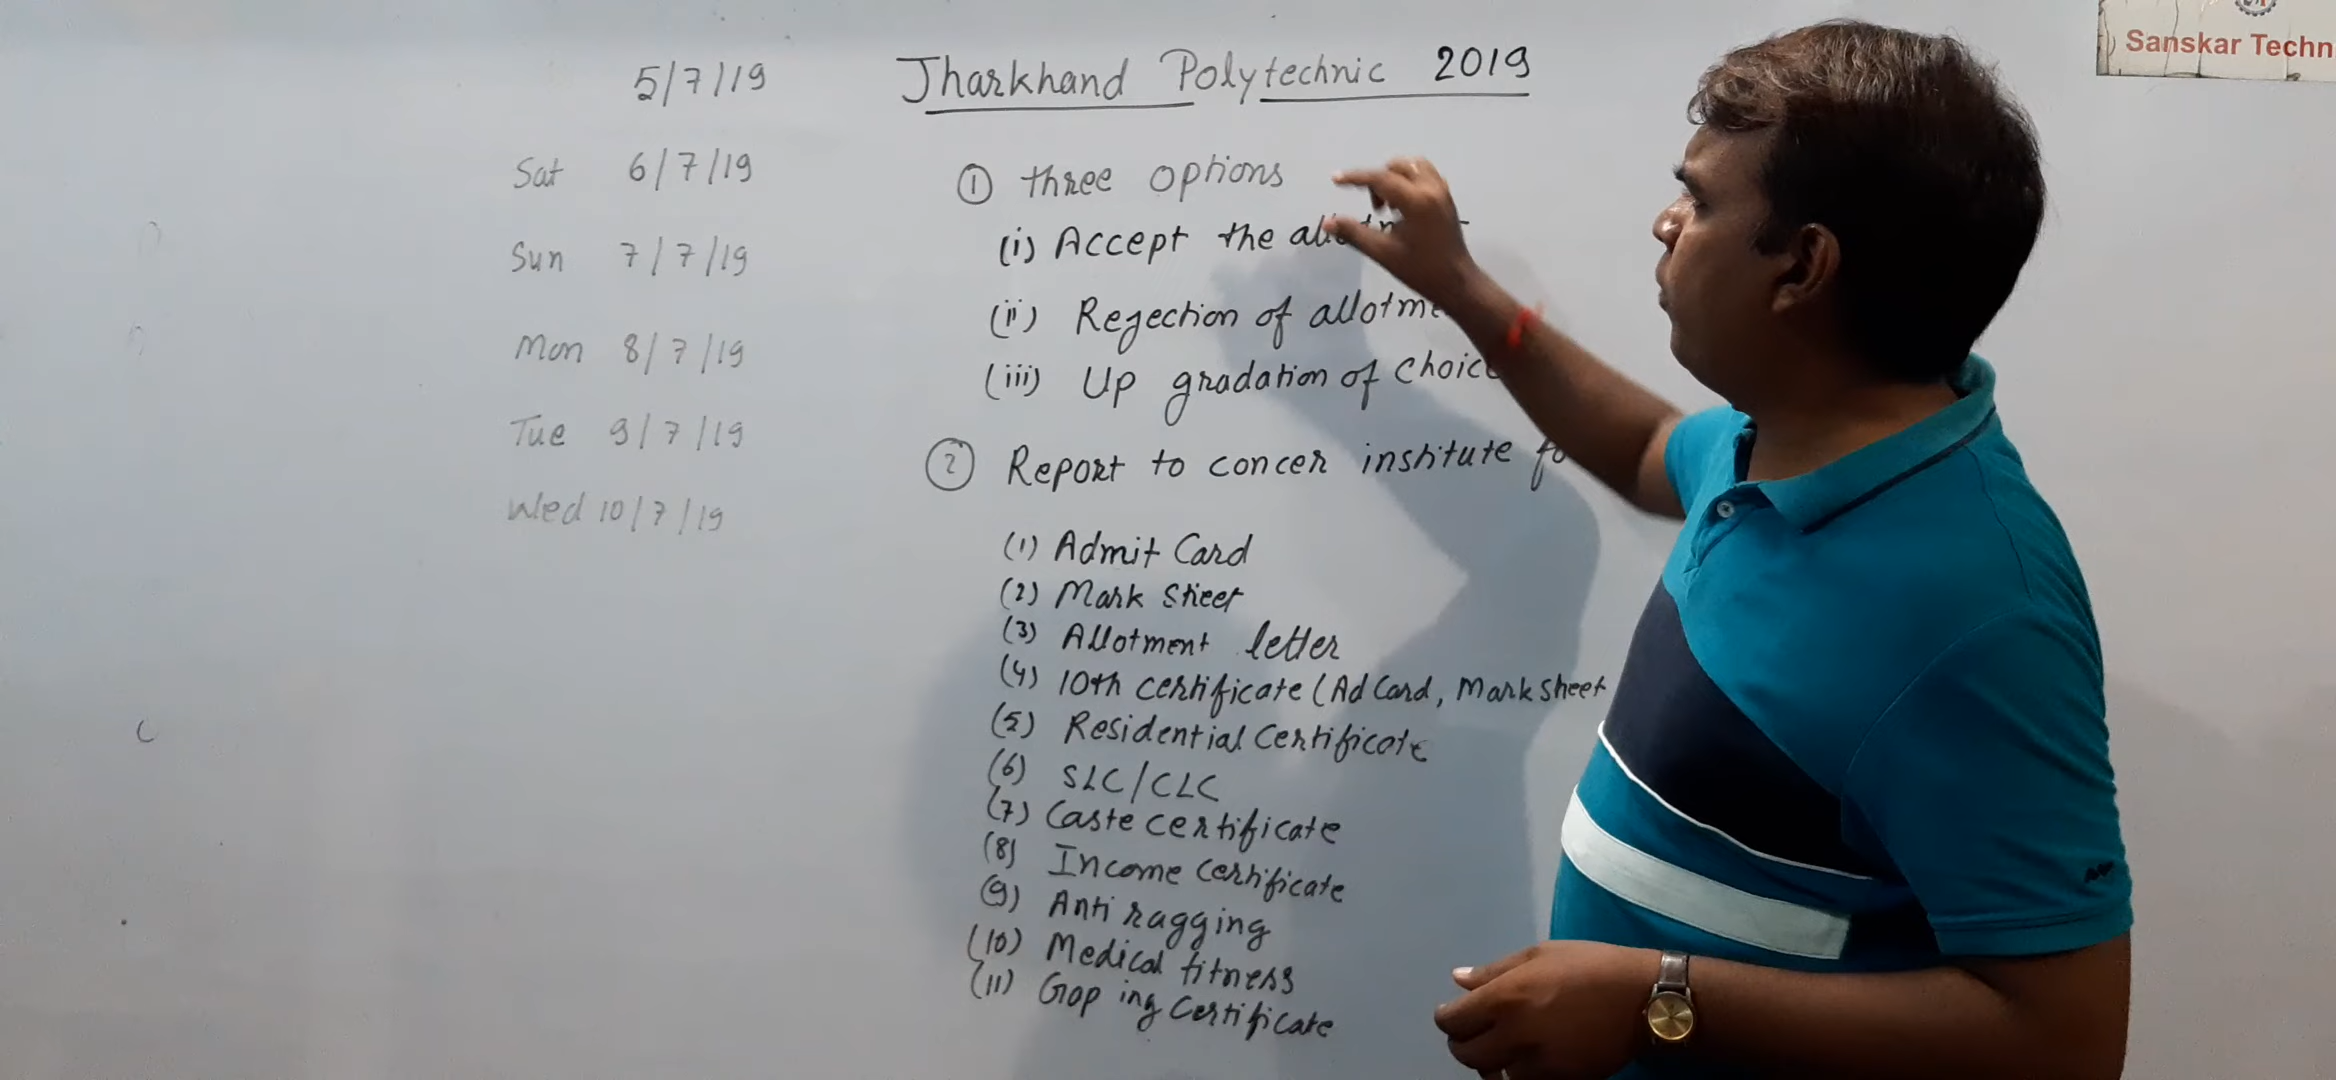 Sanskar Techn
Jharkhand Polytechnic 2019
5/7/19
Sat 6/7/19
Sun 7/7/19
Mon 8/7/19
Tue 9/7/19
Wed 10/7/19
① three options
(i) Accept the
(ii) Rejection of allotme
(iii) Up gradation of Choice
② Report to concer institute fo
(1) Admit Card
(2) Mark Sheet
(3) Allotment letter
(4) 10th certificate (Ad Card, Mark sheet
(5) Residential Certificate
(6) SLC/CLC
(7) Caste certificate
(8) Income Certificate
(9) Anti ragging
(10) Medical fitness
(11) Gap ing Certificate